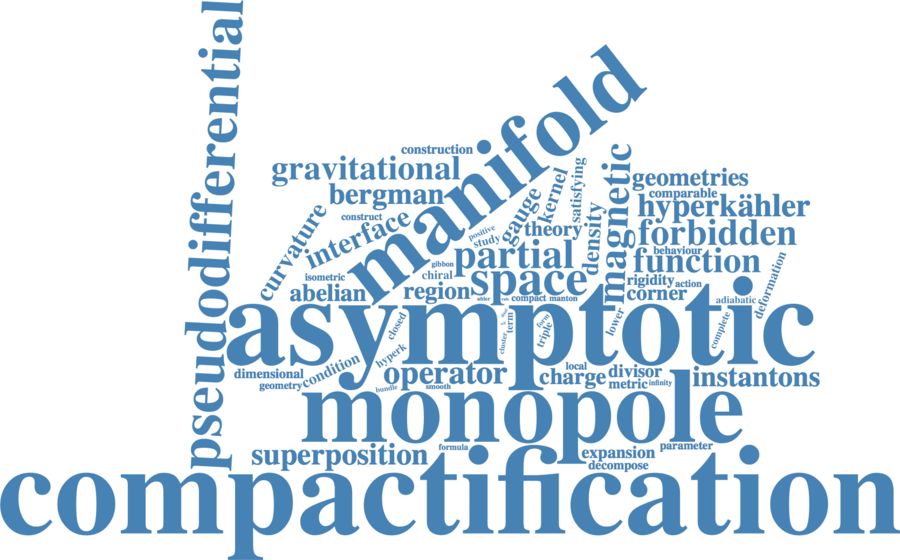 pseudodifferential
manifold
construction
gravitational
bergman
construct
interface
curvature
isometric
abelian
region
chiral
gibbon
positive
study
gauge
kernel
satisfying
theory
density
magnetic
geometries
comparable
hyperkähler
forbidden
behaviour
function
partial
space
rigidity
action
corner
adiabatic
deformation
compact
manton
asymptotic
closed
cluster
term
form
triple
lower
complete
dimensional
geometry
condition
hyperk
operator
bundle
smooth
local
charge
divisor
metric
infinity
instantons
monopole
superposition
formula
expansion
parameter
decompose
compactification